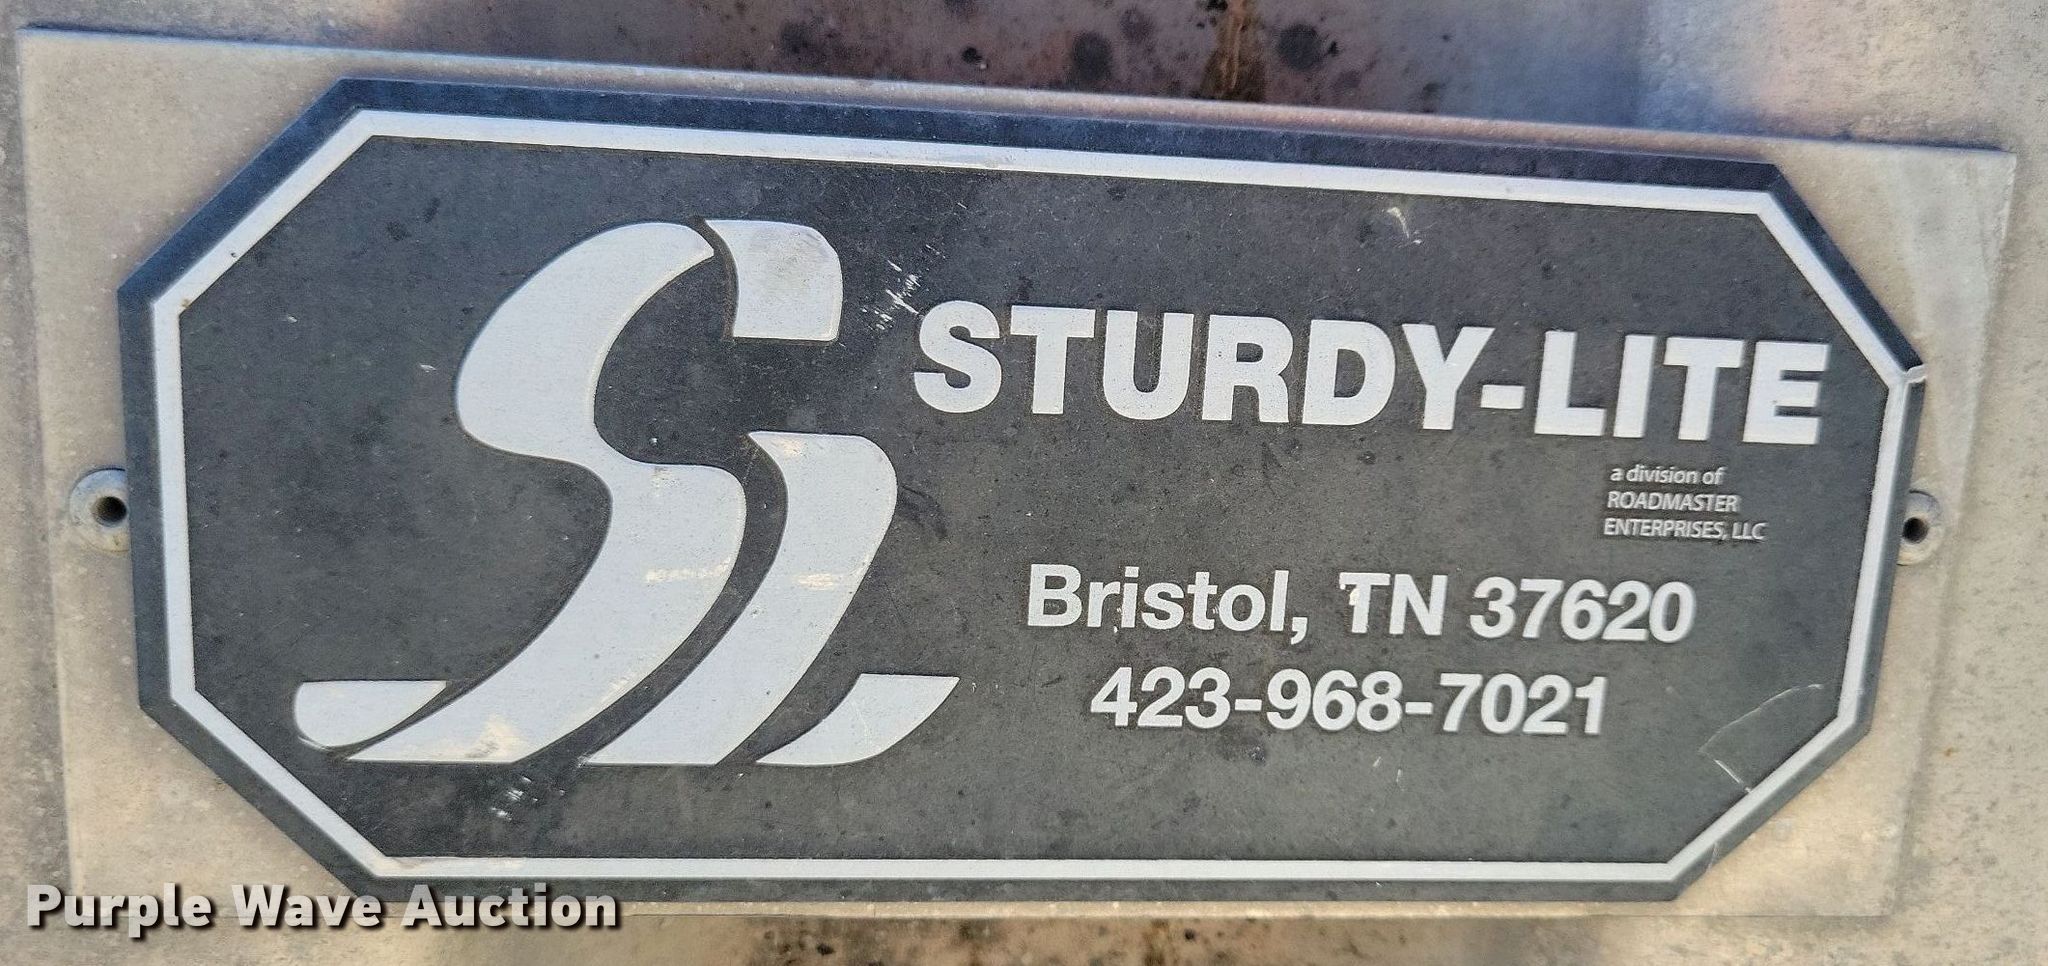 SL
STURDY-LITE
a division of
ROADMASTER
ENTERPRISES, LLC
Bristol, TN 37620
423-968-7021
Purple Wave Auction